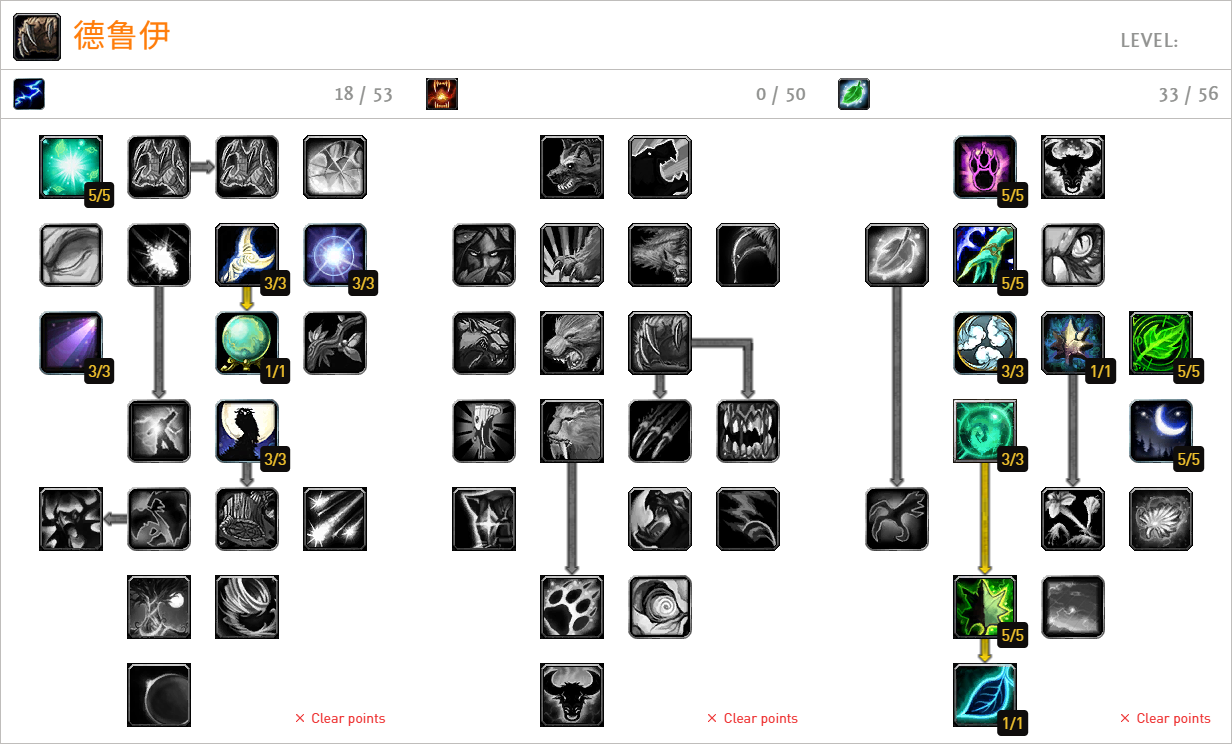 德鲁伊
LEVEL:
18 / 53
0 / 50
33 / 56
5/5
5/5
3/3
3/3
5/5
3/3
1/1
3/3
1/1
5/5
3/3
3/3
5/5
5/5
1/1
× Clear points
× Clear points
× Clear points